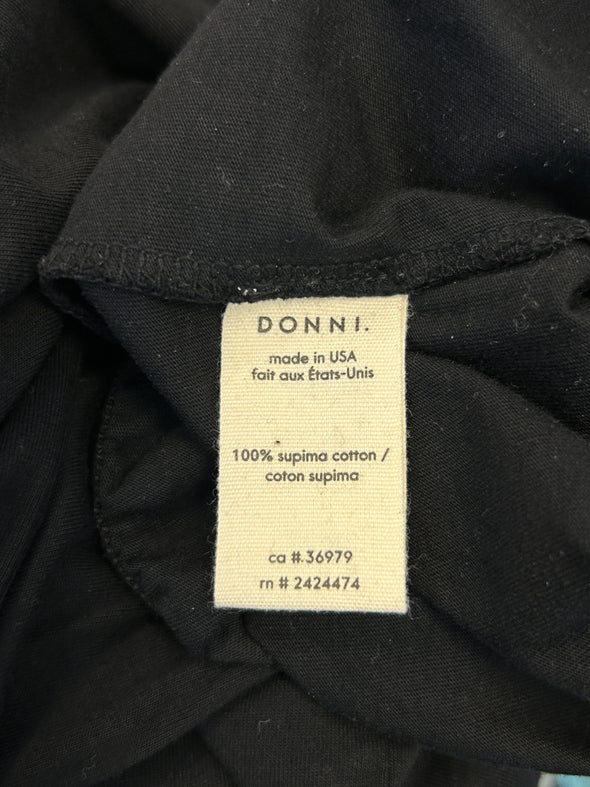 DONNI.
made in USA
fait aux États-Unis
100% supima cotton /
coton supima
ca #.36979
rn # 2424474